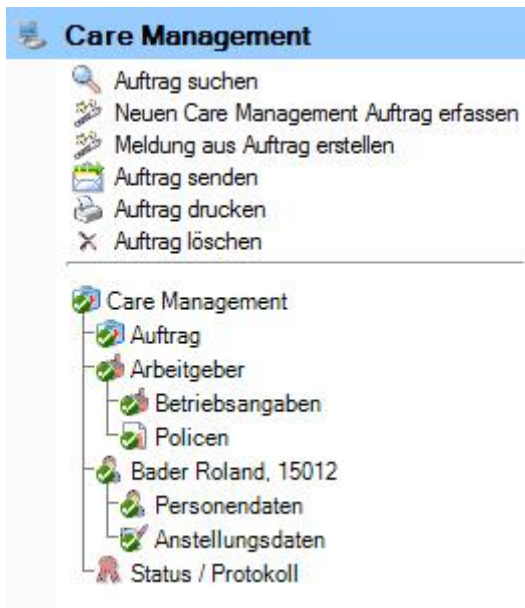 Care Management
Auftrag suchen
Neuen Care Management Auftrag erfassen
Meldung aus Auftrag erstellen
Auftrag senden
Auftrag drucken
Auftrag löschen
Care Management
Auftrag
Arbeitgeber
Betriebsangaben
Policen
Bader Roland, 15012
Personendaten
Anstellungsdaten
Status / Protokoll